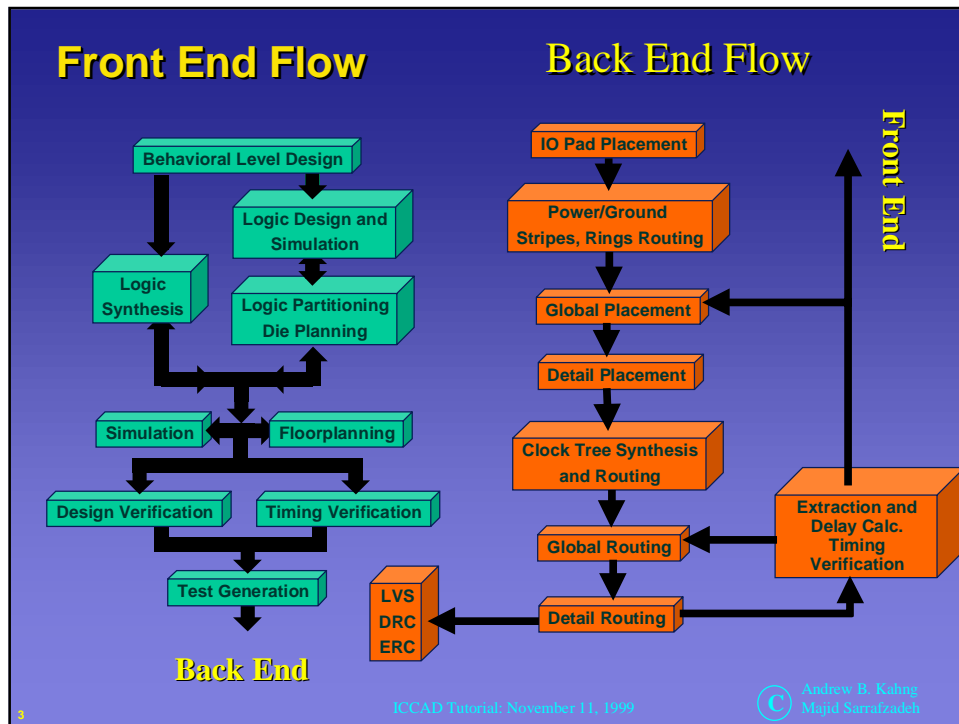 Front End Flow
Behavioral Level Design
Logic Design and
Simulation
Logic
Synthesis
Logic Partitioning
Die Planning
Simulation
Floorplanning
Design Verification
Timing Verification
Test Generation
Back End
Back End Flow
IO Pad Placement
Power/Ground
Stripes, Rings Routing
Global Placement
Detail Placement
Clock Tree Synthesis
and Routing
Global Routing
Detail Routing
LVS
DRC
ERC
Extraction and
Delay Calc.
Timing
Verification
Front End
3
ICCAD Tutorial: November 11, 1999
C
Andrew B. Kahng
Majid Sarrafzadeh